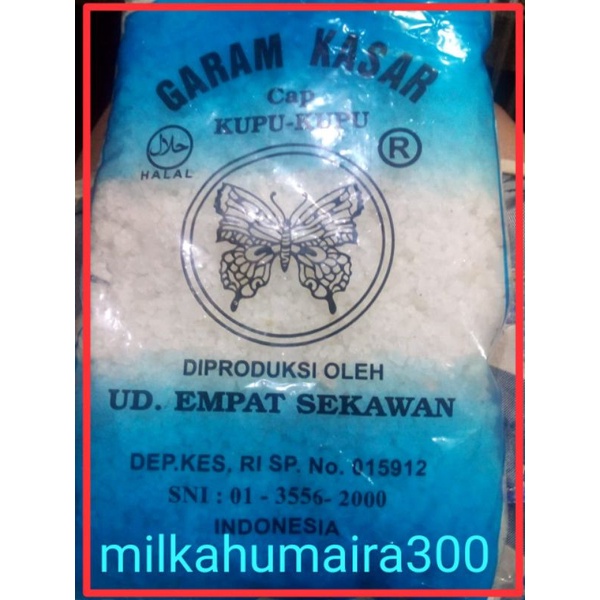 GARAM KASAR
Cap
KUPU-KUPU
حلال
HALAL
®
DIPRODUKSI OLEH
UD. EMPAT SEKAWAN
DEP.KES. RI SP. No. 015912
SNI : 01 - 3556- 2000
INDONESIA
milkahumaira300